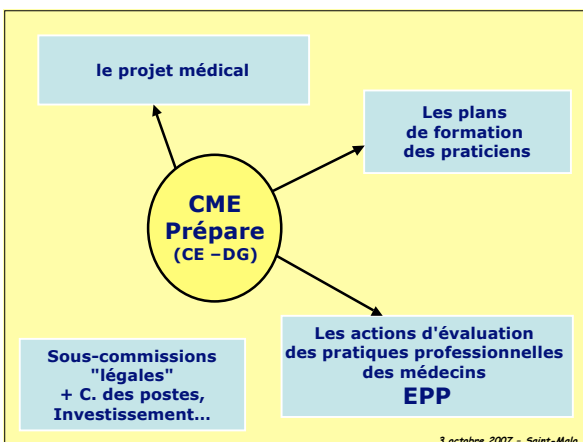 le projet médical
Les plans
de formation
des praticiens
CME
Prépare
(CE –DG)
Les actions d'évaluation
des pratiques professionnelles
des médecins
EPP
Sous-commissions
"légales"
+ C. des postes,
Investissement...
3 octobre 2007 - Saint-Malo